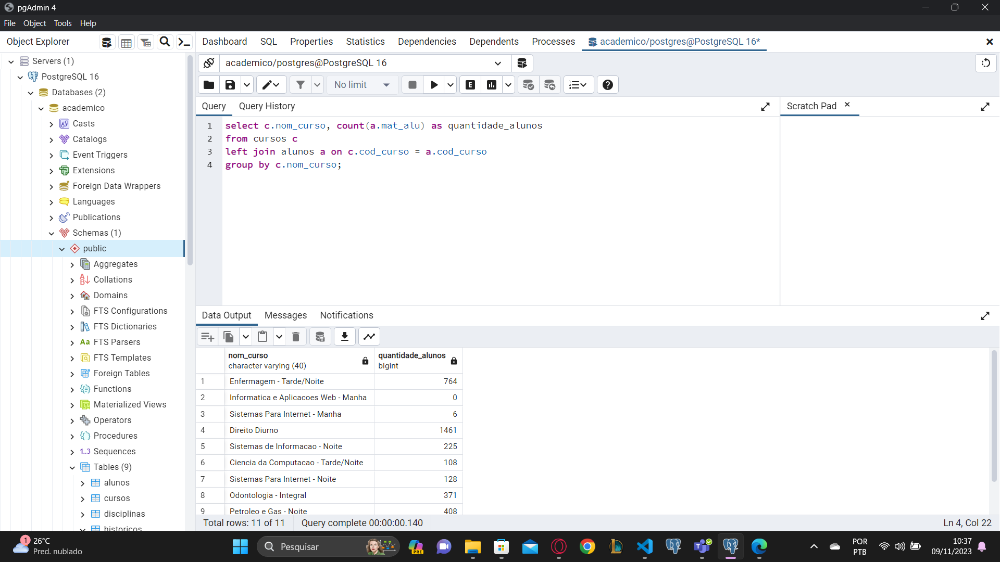 pgAdmin 4
File Object Tools Help
Object Explorer
Dashboard SQL Properties Statistics Dependencies Dependents Processes academico/postgres@PostgreSQL 16*
Servers (1)
PostgreSQL 16
Databases (2)
academico
Casts
Catalogs
Event Triggers
Extensions
Foreign Data Wrappers
Languages
Publications
Schemas (1)
public
Aggregates
Collations
Domains
FTS Configurations
FTS Dictionaries
Aa FTS Parsers
FTS Templates
Foreign Tables
Functions
Materialized Views
Operators
Procedures
1..3 Sequences
Tables (9)
alunos
cursos
disciplinas
historicos
academico/postgres@PostgreSQL 16
No limit
E
Query Query History
Scratch Pad
1 select c.nom_curso, count(a.mat_alu) as quantidade_alunos
2 from cursos c
3 left join alunos a on c.cod_curso = a.cod_curso
4 group by c.nom_curso;
Data Output Messages Notifications
nom_curso quantidade_alunos
character varying (40) bigint
1 Enfermagem - Tarde/Noite 764
2 Informatica e Aplicacoes Web - Manha 0
3 Sistemas Para Internet - Manha 6
4 Direito Diurno 1461
5 Sistemas de Informacao - Noite 225
6 Ciencia da Computacao - Tarde/Noite 108
7 Sistemas Para Internet - Noite 128
8 Odontologia - Integral 371
9 Petroleo e Gas - Noite 408
Total rows: 11 of 11 Query complete 00:00:00.140 Ln 4, Col 22
1
26°C
Pred. nublado
Pesquisar
PRE
POR
PTB
10:37
09/11/2023